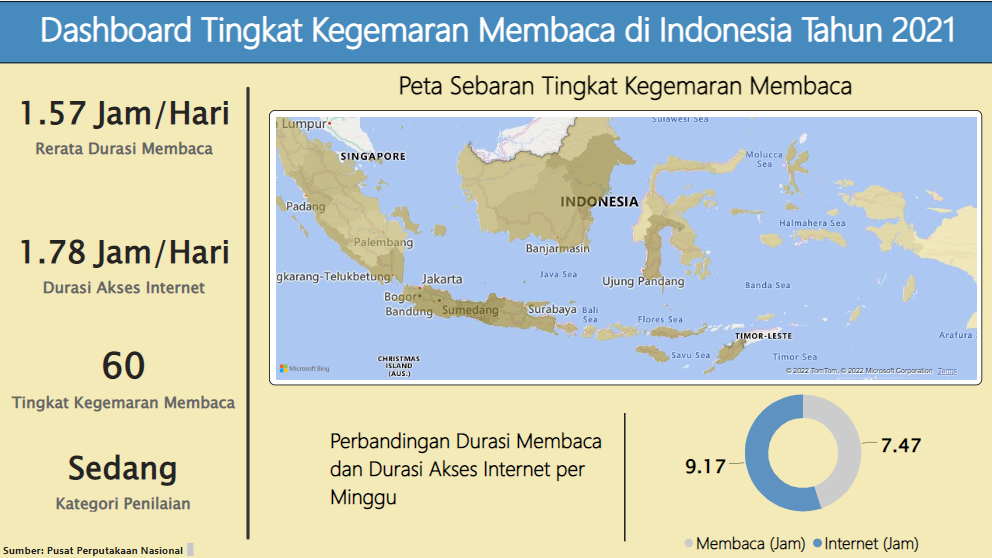 Dashboard Tingkat Kegemaran Membaca di Indonesia Tahun 2021
1.57 Jam/Hari
Rerata Durasi Membaca
1.78 Jam/Hari
Durasi Akses Internet
60
Tingkat Kegemaran Membaca
Sedang
Kategori Penilaian
Sumber: Pusat Perputakaan Nasional
Peta Sebaran Tingkat Kegemaran Membaca
Lumpur
Sulawesi Sea
SINGAPORE
Molucca
Sea
Padang
INDONESIA
Halmahera Sea
Palembang
Banjarmasin
gkarang-Telukbetung
Jakarta
Java Sea
Ujung Pandang
Banda Sea
Bogor
Bandung
Sumedang
Surabaya
Bali
Sea
Flores Sea
TIMOR-LESTE
Arafura
Savu Sea
Timor Sea
CHRISTMAS
ISLAND
(AUS.)
Microsoft Bing
© 2022 TomTom, © 2022 Microsoft Corporation Terms
Perbandingan Durasi Membaca
dan Durasi Akses Internet per
Minggu
7.47
9.17
Membaca (Jam) Internet (Jam)